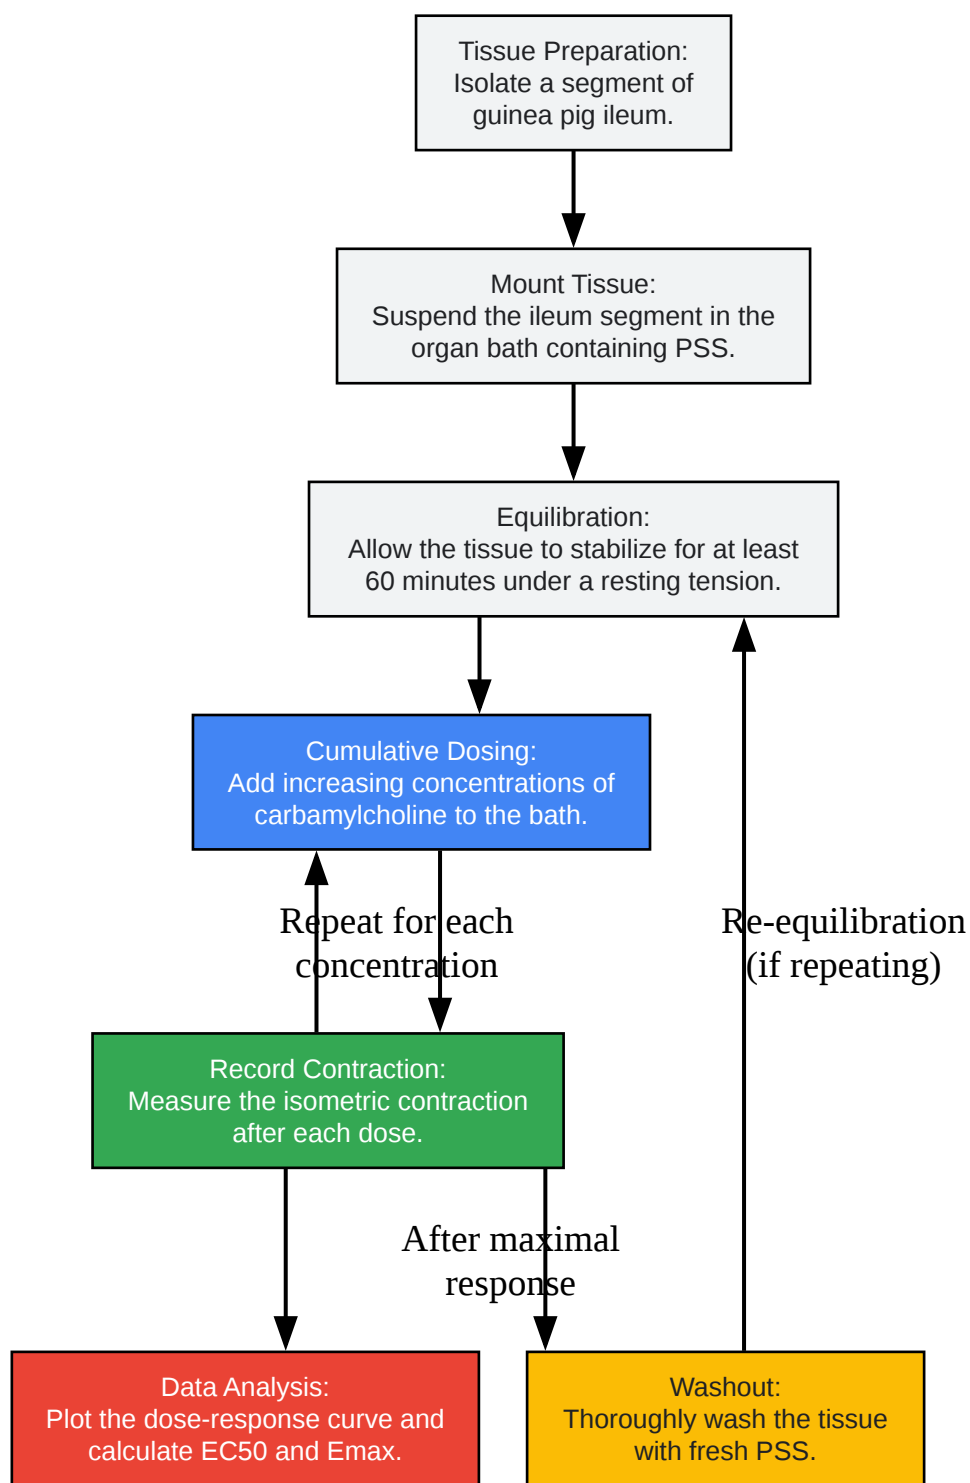 Tissue Preparation:
Isolate a segment of
guinea pig ileum.
Mount Tissue:
Suspend the ileum segment in the
organ bath containing PSS.
Equilibration:
Allow the tissue to stabilize for at least
60 minutes under a resting tension.
Cumulative Dosing:
Add increasing concentrations of
carbamylcholine to the bath.
Repeat for each
concentration
Re-equilibration
(if repeating)
Record Contraction:
Measure the isometric contraction
after each dose.
After maximal
response
Data Analysis:
Plot the dose-response curve and
calculate EC50 and Emax.
Washout:
Thoroughly wash the tissue
with fresh PSS.